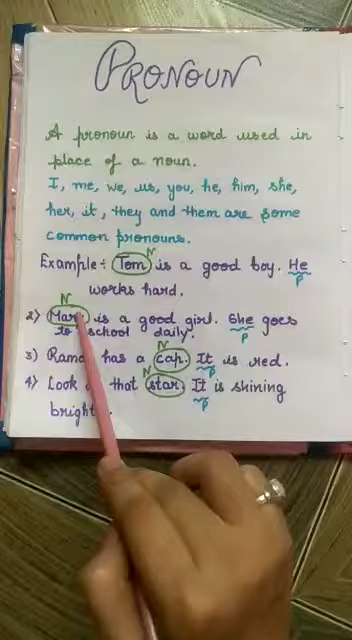 PRONOUN
A pronoun is a word used in
place of a noun.
I, me, we, us, you, he, him, she,
her, it, they and them are some
common pronouns.
N
Example:- Tom is a good boy. He
P
works hard.
N
2) Mary is a good girl. She goes
P
to school daily.
N
3) has a cap. It is red.
P
N
4) Look that star. It is shining
P